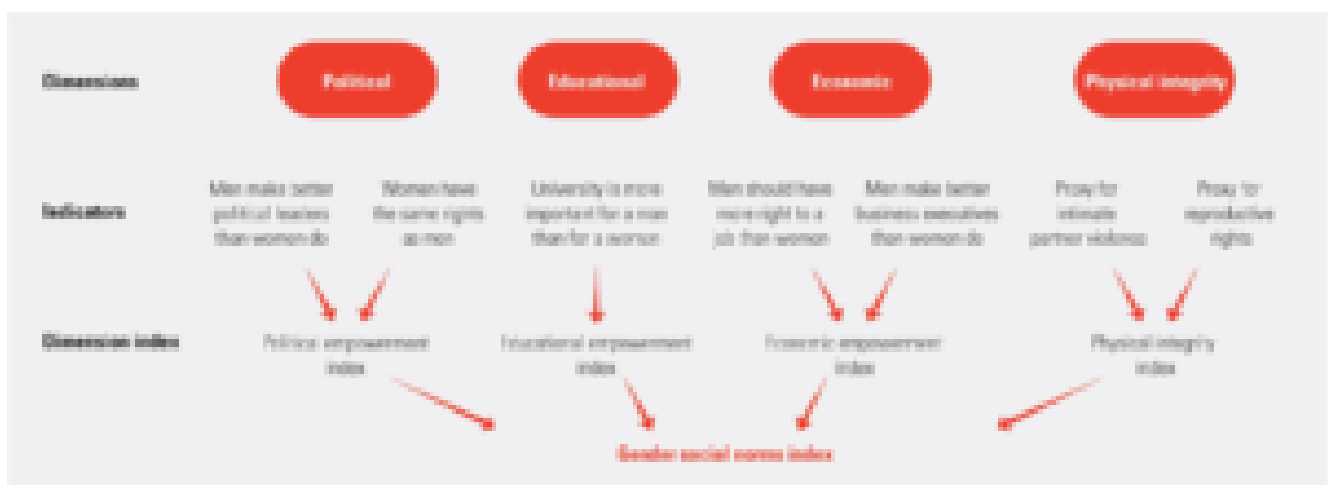 Dimensions
Political
Educational
Economic
Physical integrity
Indicators
Men make better
political leaders
than women do
Women have
the same rights
as men
University is more
important for a man
than for a woman
Men should have
more right to a
job than women
Men make better
business executives
than women do
Proxy for
intimate
partner violence
Proxy for
reproductive
rights
Dimension index
Political empowerment
index
Educational empowerment
index
Economic empowerment
index
Physical integrity
index
Gender social norms index